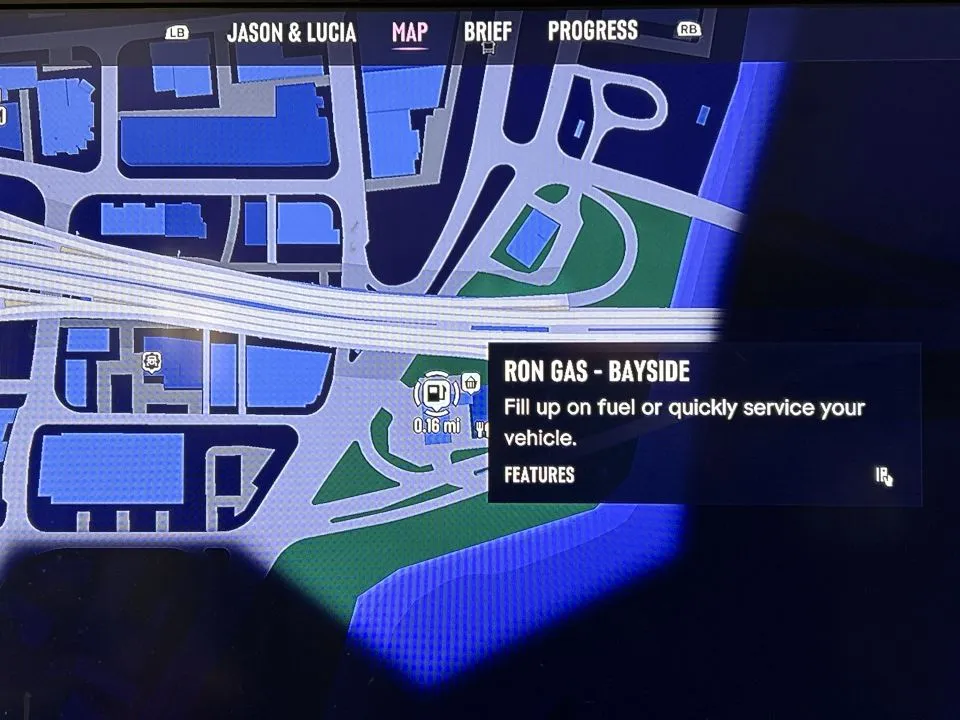 LB
JASON & LUCIA
MAP
BRIEF
PROGRESS
RB
RON GAS - BAYSIDE
Fill up on fuel or quickly service your
vehicle.
FEATURES
0.16 mi